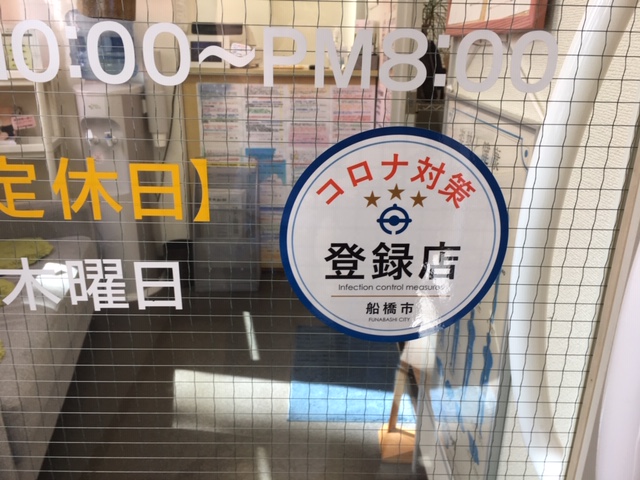 10:00～PM8:00
定休日】
木曜日
コロナ対策
登録店
Infection control measures
船橋市
FUNABASHI CITY